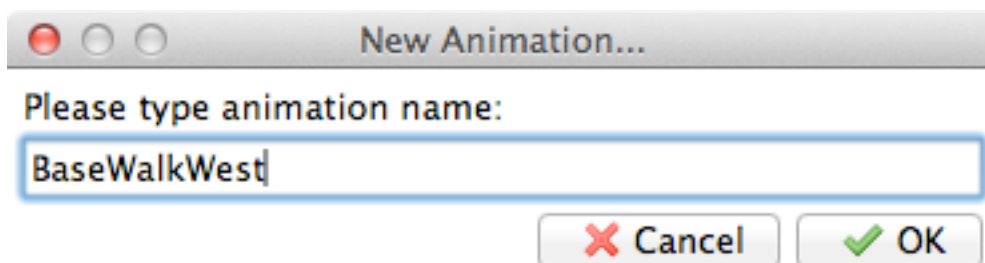 New Animation...
Please type animation name:
BaseWalkWest
Cancel OK